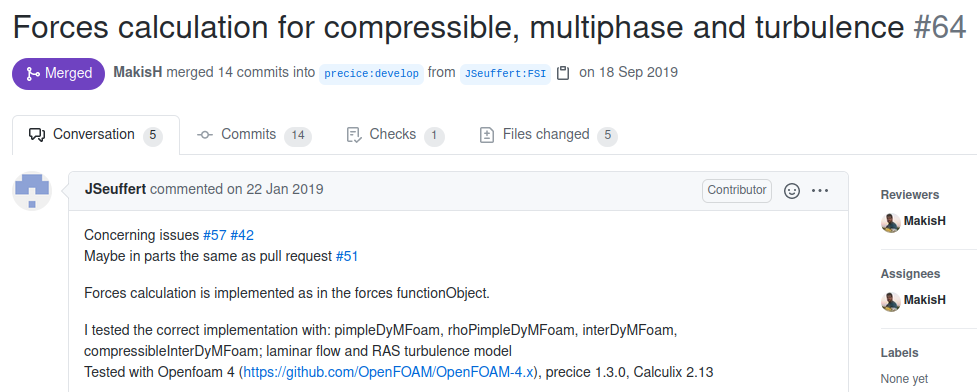 Forces calculation for compressible, multiphase and turbulence #64
Merged MakisH merged 14 commits into precice:develop from JSeuffert:FSI on 18 Sep 2019
Conversation 5 Commits 14 Checks 1 Files changed 5
JSeuffert commented on 22 Jan 2019 Contributor
Concerning issues #57 #42
Maybe in parts the same as pull request #51
Forces calculation is implemented as in the forces functionObject.
I tested the correct implementation with: pimpleDyMFoam, rhoPimpleDyMFoam, interDyMFoam,
compressibleInterDyMFoam; laminar flow and RAS turbulence model
Tested with Openfoam 4 (https://github.com/OpenFOAM/OpenFOAM-4.x), precice 1.3.0, Calculix 2.13
Reviewers
MakisH
Assignees
MakisH
Labels
None yet